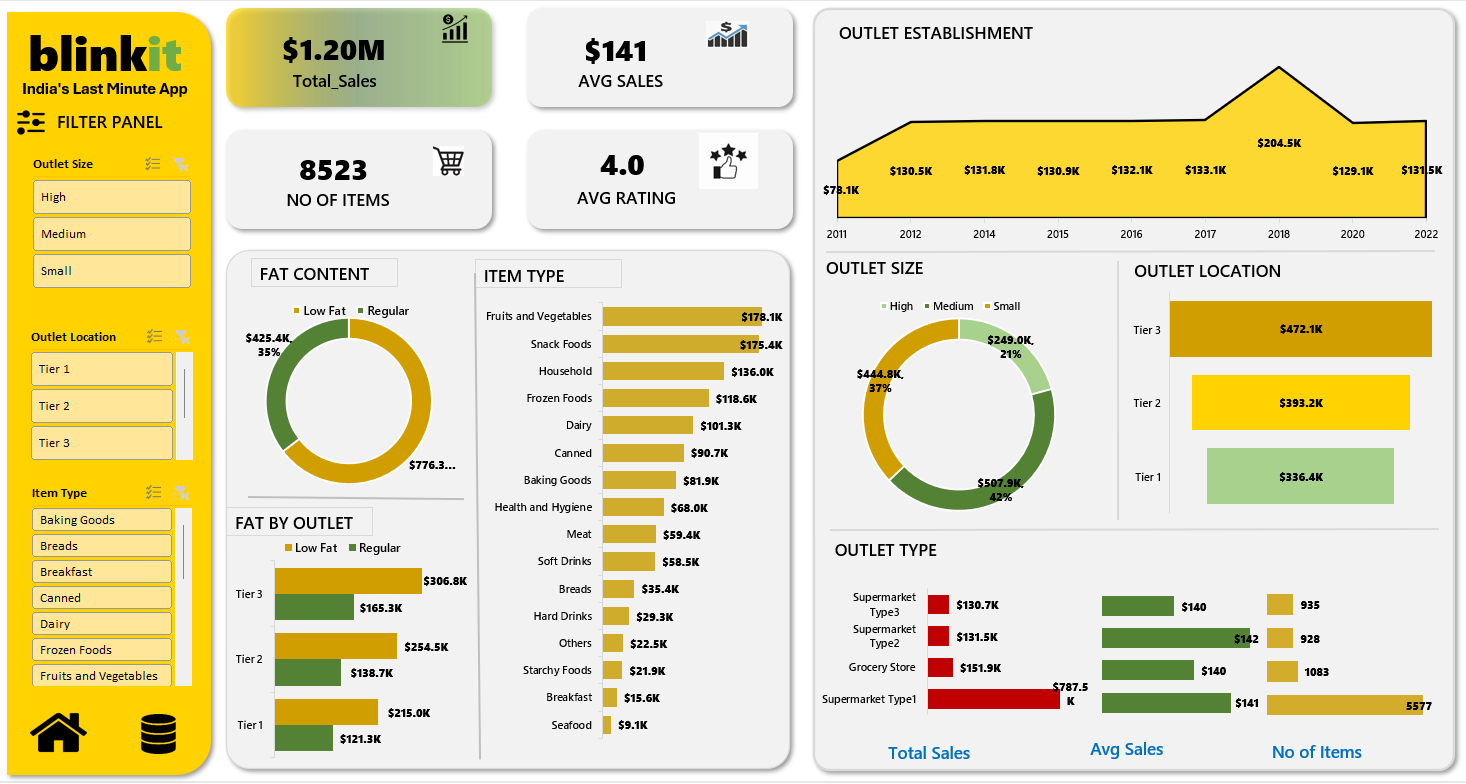 blinkit
India's Last Minute App
FILTER PANEL
Outlet Size
High
Medium
Small
Outlet Location
Tier 1
Tier 2
Tier 3
Item Type
Baking Goods
Breads
Breakfast
Canned
Dairy
Frozen Foods
Fruits and Vegetables
$1.20M
Total_Sales
$141
AVG SALES
8523
NO OF ITEMS
4.0
AVG RATING
FAT CONTENT
Low Fat Regular
$425.4K,
35%
$776.3...
FAT BY OUTLET
Low Fat Regular
Tier 3 $306.8K
$165.3K
Tier 2 $254.5K
$138.7K
Tier 1 $215.0K
$121.3K
ITEM TYPE
Fruits and Vegetables $178.1K
Snack Foods $175.4K
Household $136.0K
Frozen Foods $118.6K
Dairy $101.3K
Canned $90.7K
Baking Goods $81.9K
Health and Hygiene $68.0K
Meat $59.4K
Soft Drinks $58.5K
Breads $35.4K
Hard Drinks $29.3K
Others $22.5K
Starchy Foods $21.9K
Breakfast $15.6K
Seafood $9.1K
OUTLET ESTABLISHMENT
$78.1K $130.5K $131.8K $130.9K $132.1K $133.1K $204.5K $129.1K $131.5K
2011 2012 2014 2015 2016 2017 2018 2020 2022
OUTLET SIZE
High Medium Small
$249.0K,
21%
$444.8K,
37%
$507.9K,
42%
OUTLET LOCATION
Tier 3 $472.1K
Tier 2 $393.2K
Tier 1 $336.4K
OUTLET TYPE
Supermarket
Type3 $130.7K $140 935
Supermarket
Type2 $131.5K $142 928
Grocery Store $151.9K $140 1083
Supermarket Type1 $787.5
K $141 5577
Total Sales Avg Sales No of Items